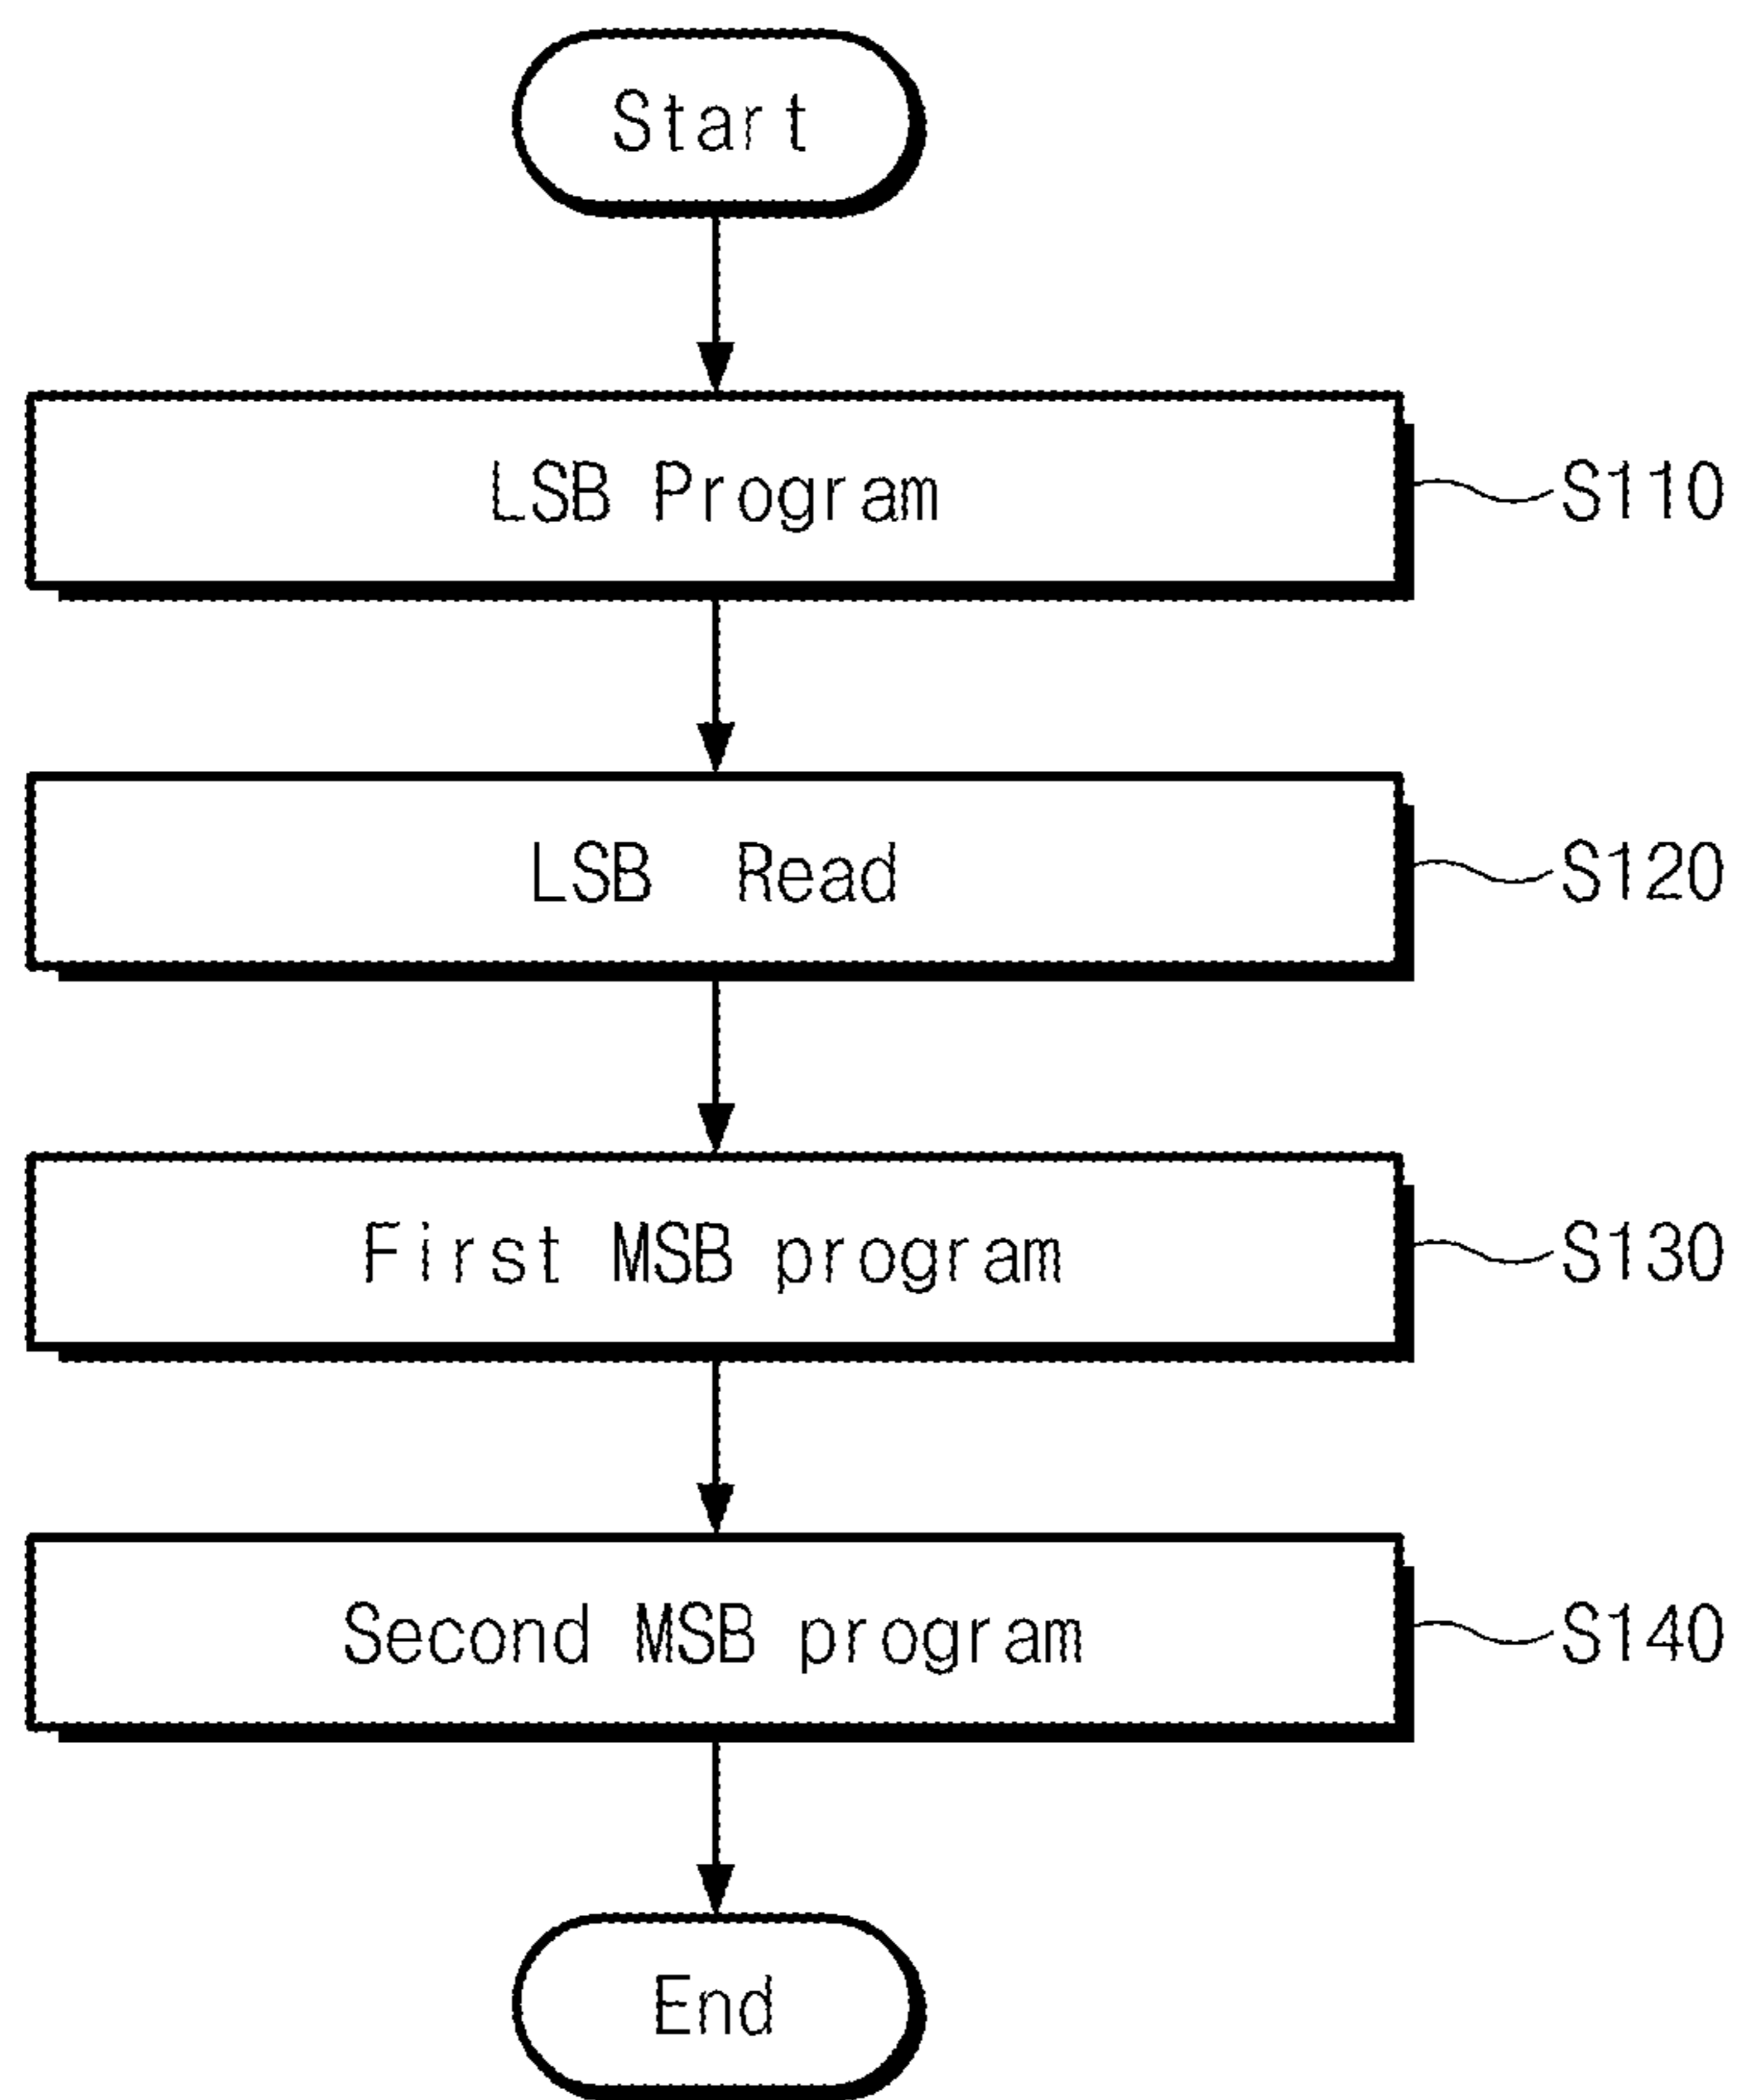 Start
LSB Program
S110
LSB Read
S120
First MSB program
S130
Second MSB program
S140
End